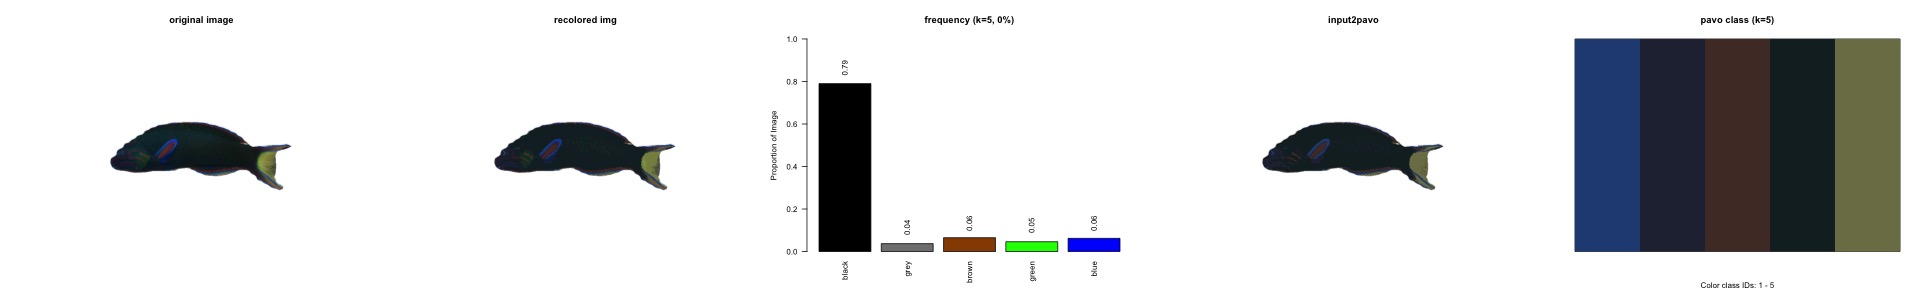 original image
recolored img
frequency (k=5, 0%)
input2pavo
pavo class (k=5)
Proportion of Image
1.0
0.8
0.6
0.4
0.2
0.0
0.79
0.04
0.06
0.05
0.06
black
grey
brown
green
blue
Color class IDs: 1 - 5